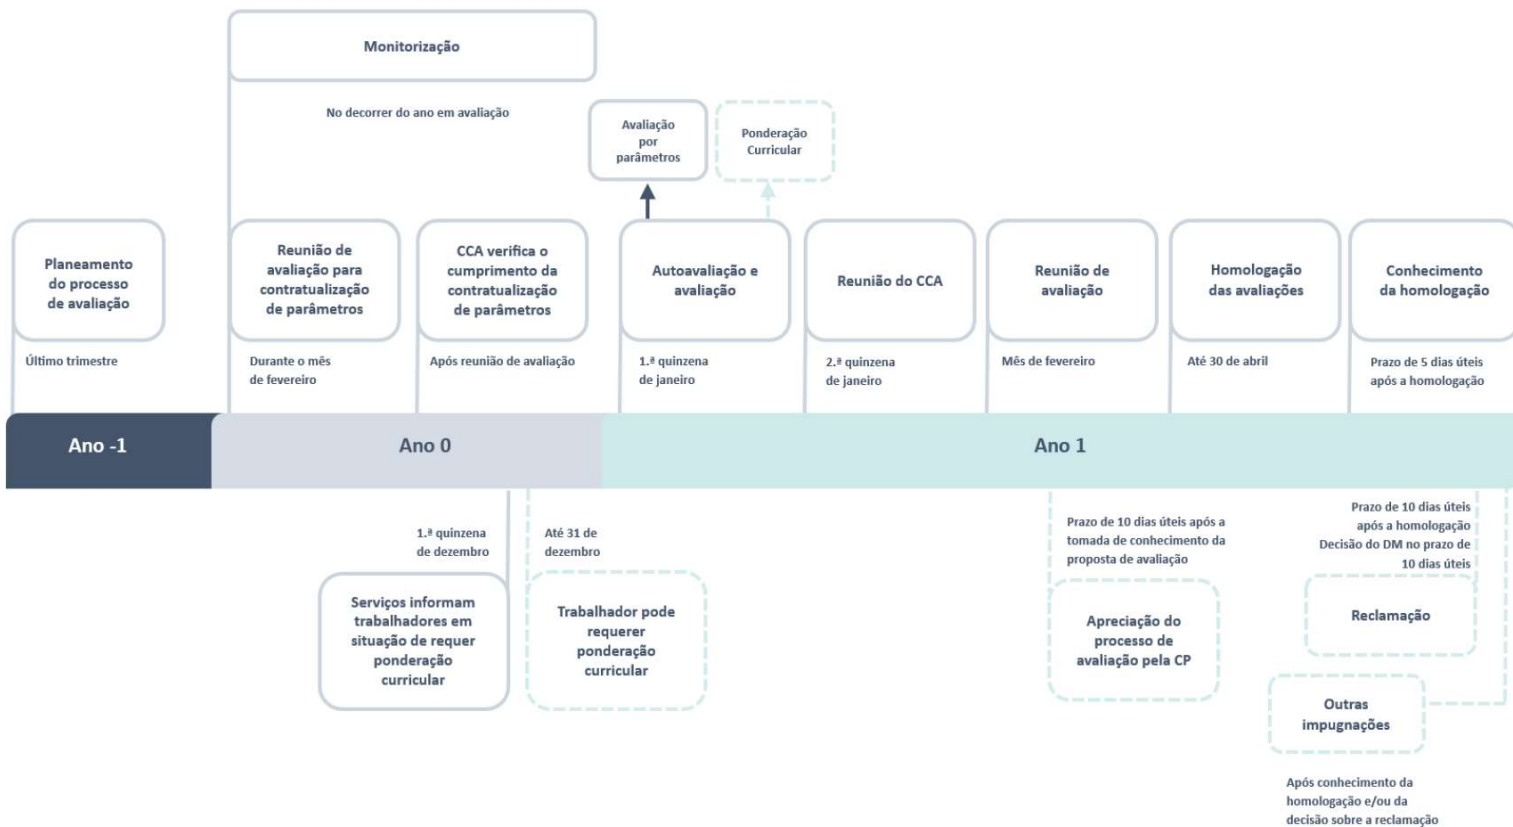 Monitorização
No decorrer do ano em avaliação
Avaliação
por
parâmetros
Ponderação
Curricular
Planeamento
do processo
de avaliação
Último trimestre
Reunião de
avaliação para
contratualização
de parâmetros
Durante o mês
de fevereiro
CCA verifica o
cumprimento da
contratualização
de parâmetros
Após reunião de avaliação
Autoavaliação e
avaliação
1.ª quinzena
de janeiro
Reunião do CCA
2.ª quinzena
de janeiro
Reunião de
avaliação
Mês de fevereiro
Homologação
das avaliações
Até 30 de abril
Conhecimento
da homologação
Prazo de 5 dias úteis
após a homologação
Ano -1
Ano 0
Ano 1
1.ª quinzena
de dezembro
Serviços informam
trabalhadores em
situação de requer
ponderação
curricular
Até 31 de
dezembro
Trabalhador pode
requerer
ponderação
curricular
Prazo de 10 dias úteis após a
tomada de conhecimento da
proposta de avaliação
Apreciação do
processo de
avaliação pela CP
Prazo de 10 dias úteis
após a homologação
Decisão do DM no prazo de
10 dias úteis
Reclamação
Outras
impugnações
Após conhecimento da
homologação e/ou da
decisão sobre a reclamação